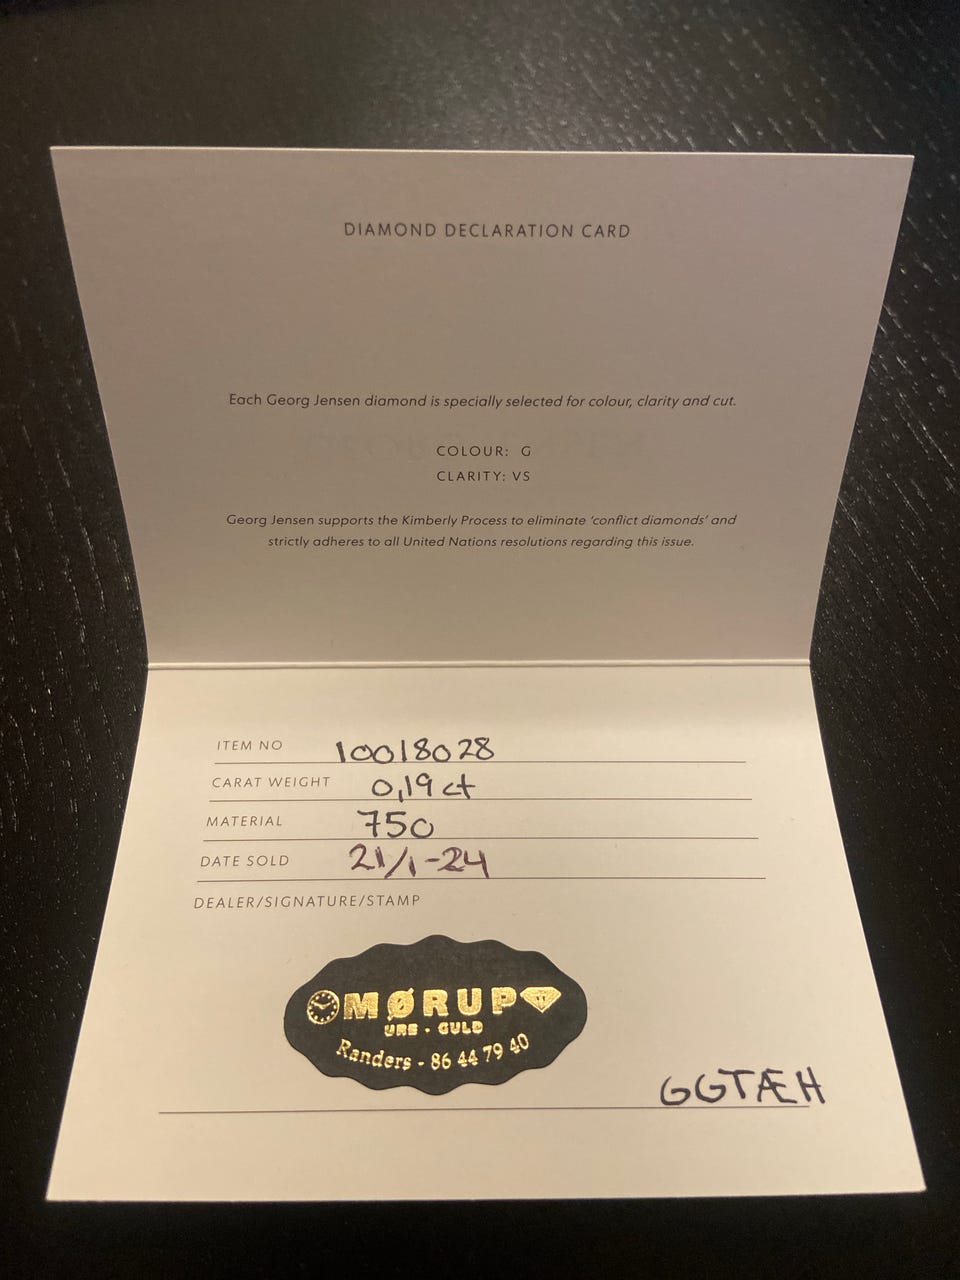 DIAMOND DECLARATION CARD
Each Georg Jensen diamond is specially selected for colour, clarity and cut.
COLOUR: G
CLARITY: VS
Georg Jensen supports the Kimberly Process to eliminate ‘conflict diamonds’ and
strictly adheres to all United Nations resolutions regarding this issue.
ITEM NO 10018028
CARAT WEIGHT 0,19 ct
MATERIAL 750
DATE SOLD 21/1-24
DEALER/SIGNATURE/STAMP
MØRUP
URE · GULD
Randers - 86 44 79 40
GGTÆH